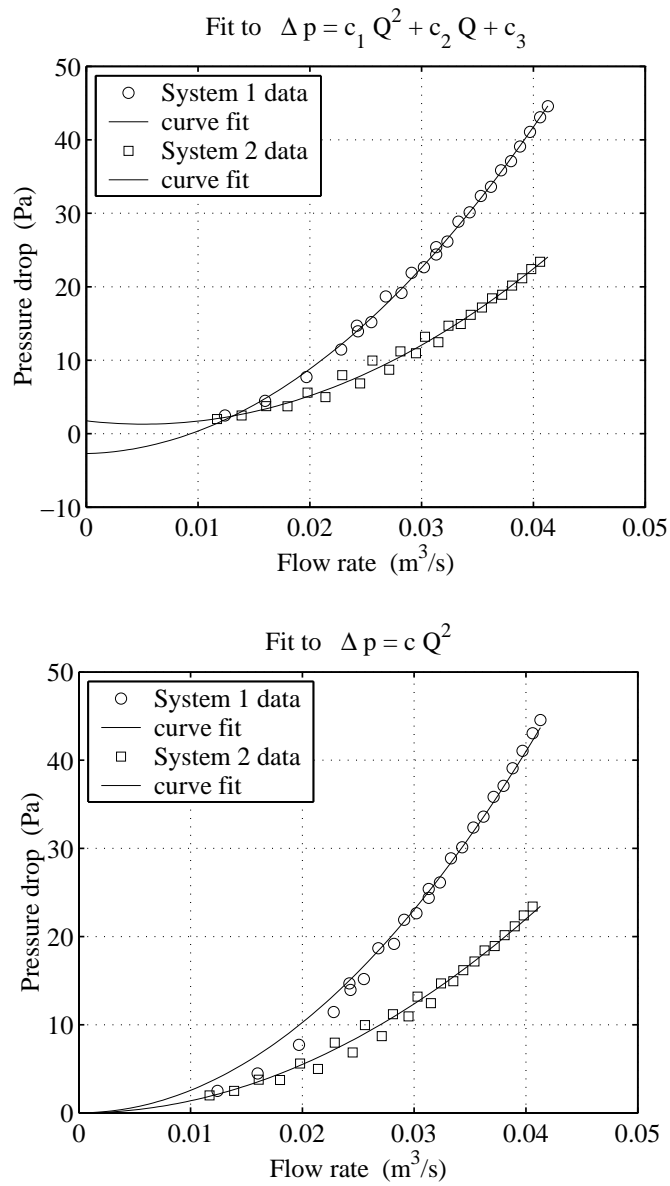 Fit to Δ p = c₁ Q² + c₂ Q + c₃
50
40
30
20
10
0
−10
Pressure drop (Pa)
System 1 data
curve fit
System 2 data
curve fit
0
0.01
0.02
0.03
0.04
0.05
Flow rate (m³/s)
Fit to Δ p = c Q²
50
40
30
20
10
0
Pressure drop (Pa)
System 1 data
curve fit
System 2 data
curve fit
0
0.01
0.02
0.03
0.04
0.05
Flow rate (m³/s)